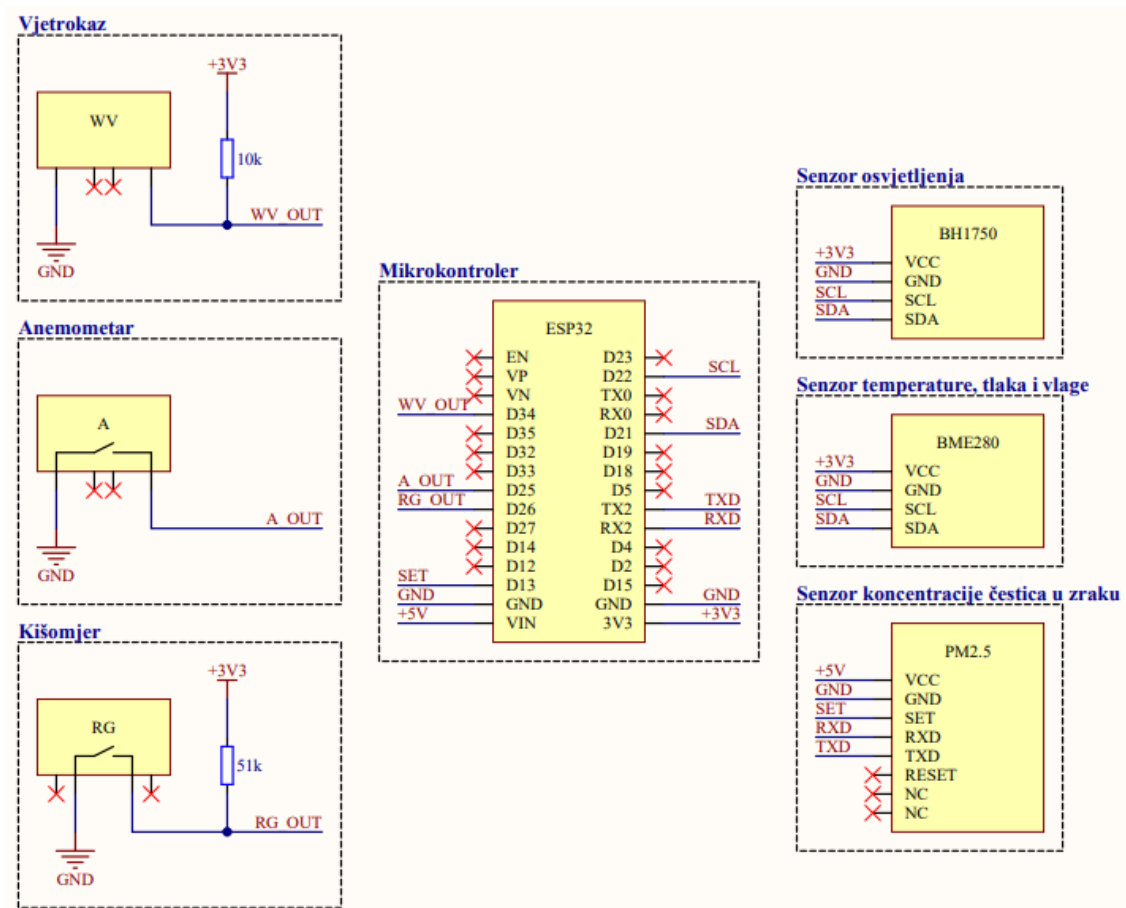 Vjetrokaz
+3V3
WV
10k
WV_OUT
GND
Anemometar
A
A_OUT
GND
Kišomjer
+3V3
RG
51k
RG_OUT
GND
Mikrokontroler
ESP32
EN
VP
VN
WV_OUT
D34
D35
D32
D33
A_OUT
D25
RG_OUT
D26
D27
D14
D12
SET
D13
GND
GND
+5V
VIN
D23
D22
SCL
TX0
RX0
D21
SDA
D19
D18
D5
TX2
TXD
RX2
RXD
D4
D2
D15
GND
GND
3V3
+3V3
Senzor osvjetljenja
BH1750
+3V3
VCC
GND
GND
SCL
SCL
SDA
SDA
Senzor temperature, tlaka i vlage
BME280
+3V3
VCC
GND
GND
SCL
SCL
SDA
SDA
Senzor koncentracije čestica u zraku
PM2.5
+5V
VCC
GND
GND
SET
SET
RXD
RXD
TXD
TXD
RESET
NC
NC